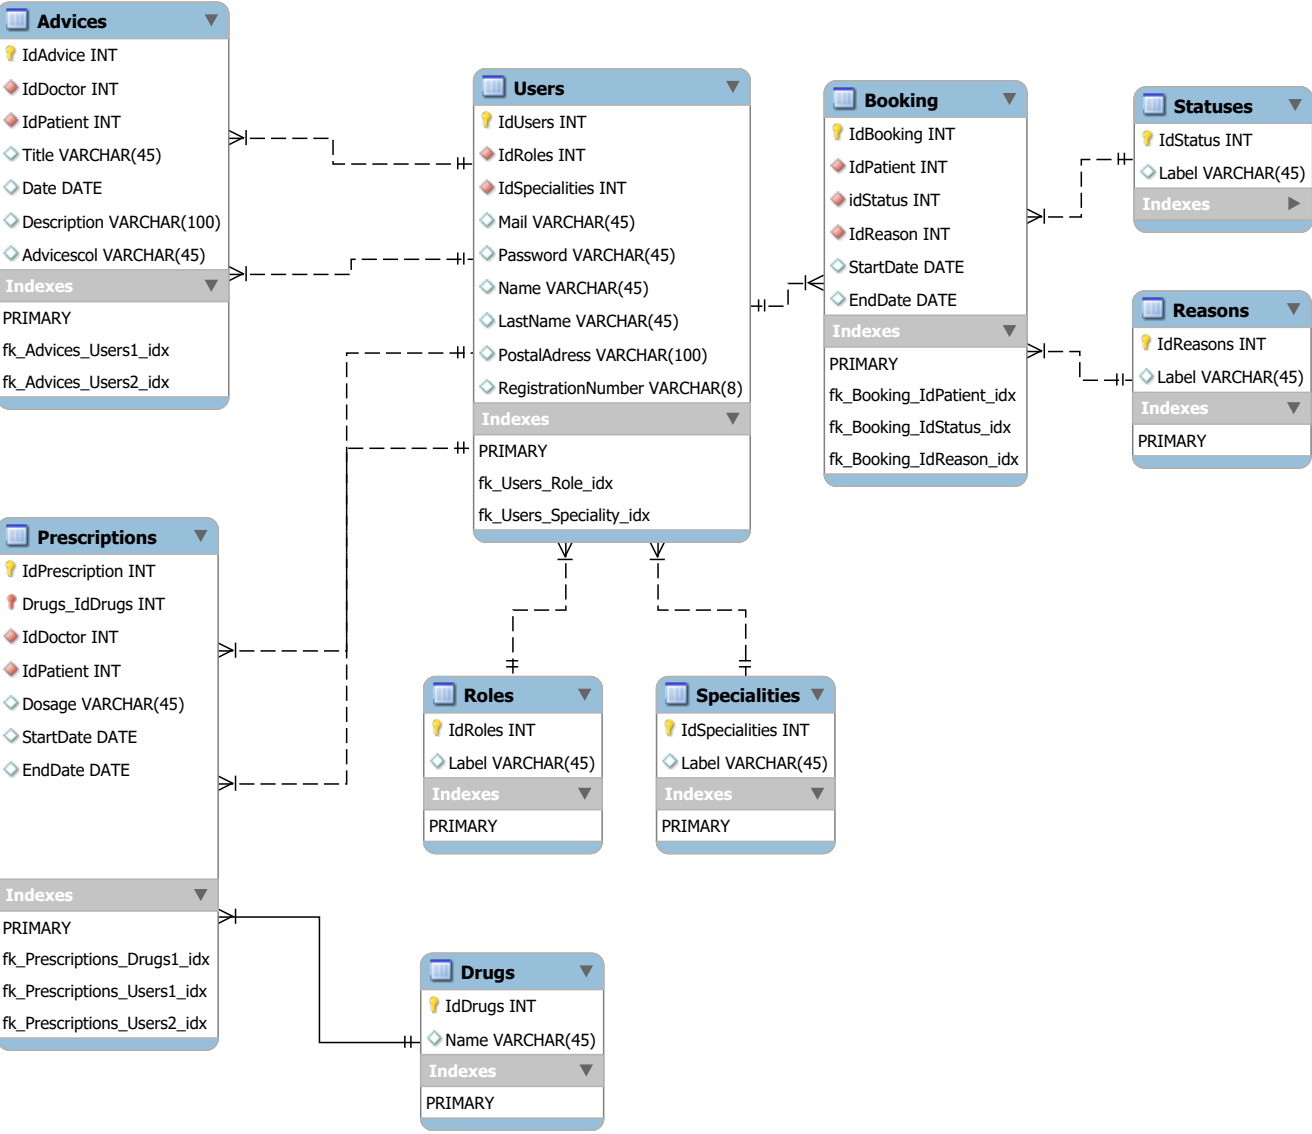 Advices
IdAdvice INT
IdDoctor INT
IdPatient INT
Title VARCHAR(45)
Date DATE
Description VARCHAR(100)
Advicescol VARCHAR(45)
Indexes
PRIMARY
fk_Advices_Users1_idx
fk_Advices_Users2_idx
Users
IdUsers INT
IdRoles INT
IdSpecialities INT
Mail VARCHAR(45)
Password VARCHAR(45)
Name VARCHAR(45)
LastName VARCHAR(45)
PostalAdress VARCHAR(100)
RegistrationNumber VARCHAR(8)
Indexes
PRIMARY
fk_Users_Role_idx
fk_Users_Speciality_idx
Booking
IdBooking INT
IdPatient INT
idStatus INT
IdReason INT
StartDate DATE
EndDate DATE
Indexes
PRIMARY
fk_Booking_IdPatient_idx
fk_Booking_IdStatus_idx
fk_Booking_IdReason_idx
Statuses
IdStatus INT
Label VARCHAR(45)
Indexes
Reasons
IdReasons INT
Label VARCHAR(45)
Indexes
PRIMARY
Prescriptions
IdPrescription INT
Drugs_IdDrugs INT
IdDoctor INT
IdPatient INT
Dosage VARCHAR(45)
StartDate DATE
EndDate DATE
Indexes
PRIMARY
fk_Prescriptions_Drugs1_idx
fk_Prescriptions_Users1_idx
fk_Prescriptions_Users2_idx
Roles
IdRoles INT
Label VARCHAR(45)
Indexes
PRIMARY
Specialities
IdSpecialities INT
Label VARCHAR(45)
Indexes
PRIMARY
Drugs
IdDrugs INT
Name VARCHAR(45)
Indexes
PRIMARY